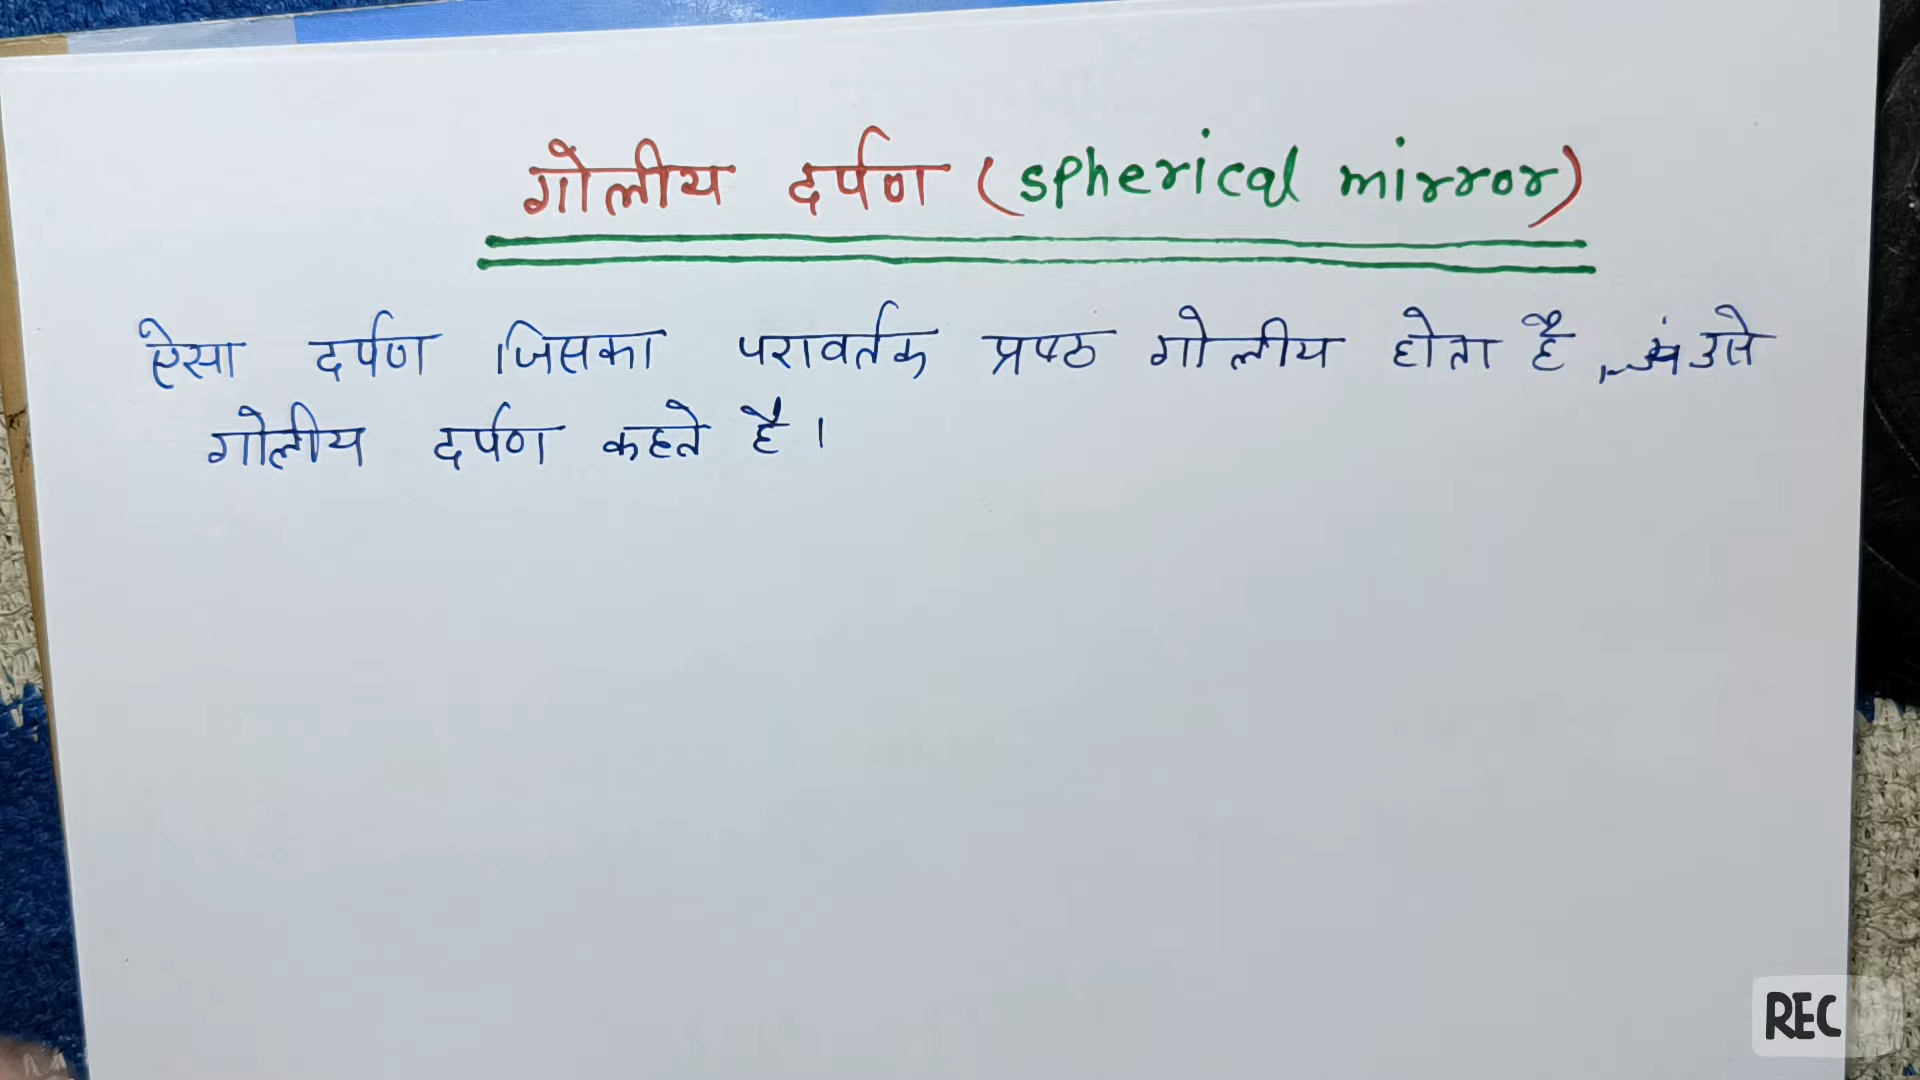 गोलीय दर्पण (spherical mirror)
ऐसा दर्पण जिसका परावर्तक प्रष्ठ गोलीय होता है, उसे
गोलीय दर्पण कहते है।
REC